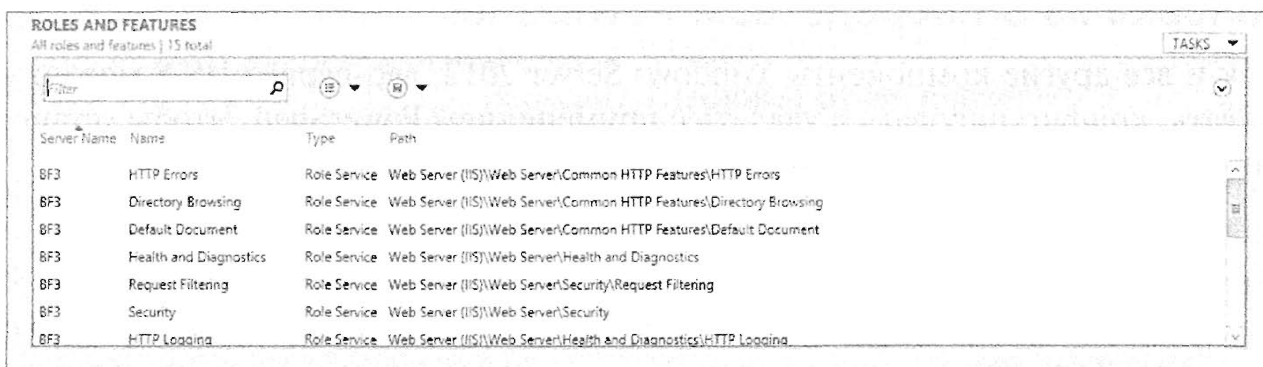 ROLES AND FEATURES
All roles and features | 15 total
TASKS
Filter
Server Name Name Type Path
BF3 HTTP Errors Role Service Web Server (IIS)\Web Server\Common HTTP Features\HTTP Errors
BF3 Directory Browsing Role Service Web Server (IIS)\Web Server\Common HTTP Features\Directory Browsing
BF3 Default Document Role Service Web Server (IIS)\Web Server\Common HTTP Features\Default Document
BF3 Health and Diagnostics Role Service Web Server (IIS)\Web Server\Health and Diagnostics
BF3 Request Filtering Role Service Web Server (IIS)\Web Server\Security\Request Filtering
BF3 Security Role Service Web Server (IIS)\Web Server\Security
BF3 HTTP Logging Role Service Web Server (IIS)\Web Server\Health and Diagnostics\HTTP Logging